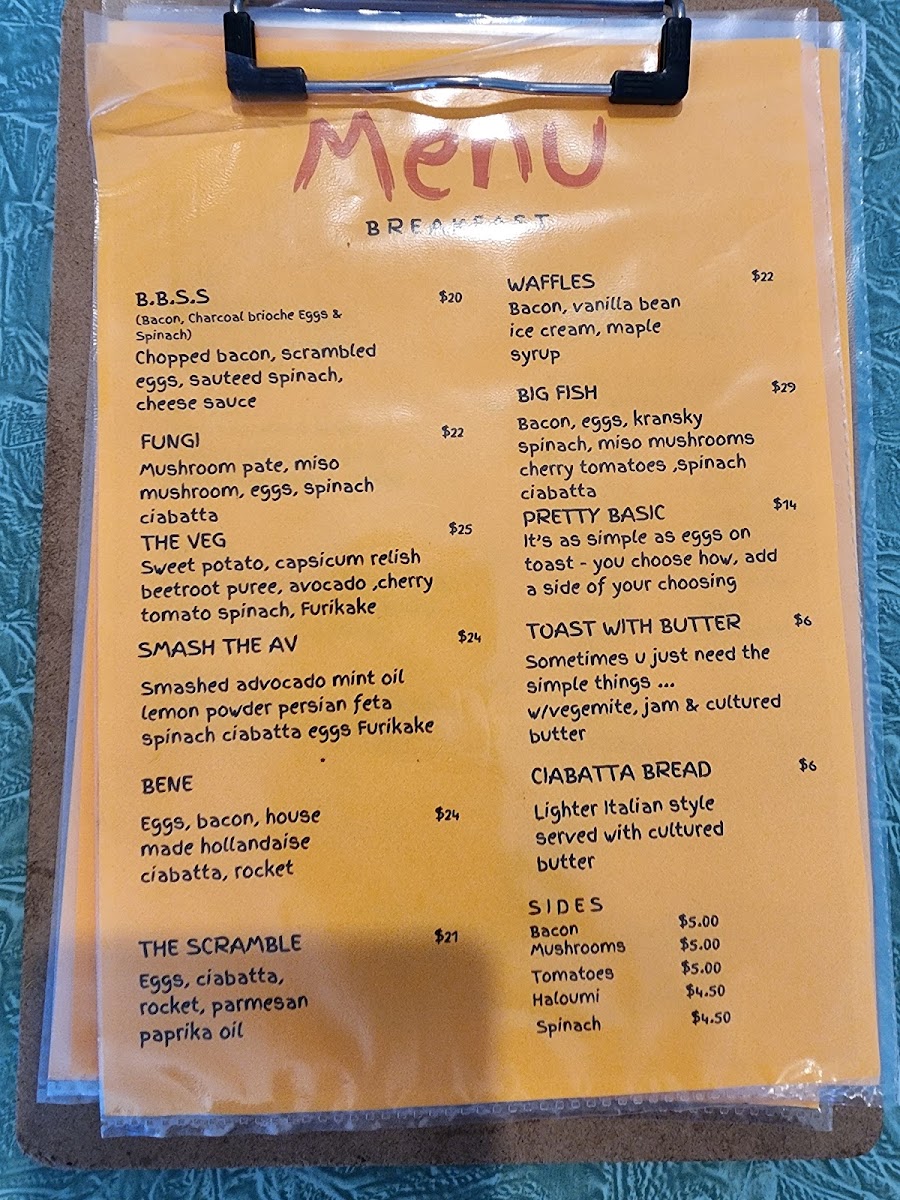 Menu
BREAKFAST
B.B.S.S $20
(Bacon, Charcoal brioche Eggs &
Spinach)
Chopped bacon, scrambled
eggs, sauteed spinach,
cheese sauce
FUNGI $22
Mushroom pate, miso
mushroom, eggs, spinach
ciabatta
THE VEG $25
Sweet potato, capsicum relish
beetroot puree, avocado ,cherry
tomato spinach, Furikake
SMASH THE AV $24
Smashed advocado mint oil
lemon powder persian feta
spinach ciabatta eggs Furikake
BENE
Eggs, bacon, house $24
made hollandaise
ciabatta, rocket
THE SCRAMBLE $21
Eggs, ciabatta,
rocket, parmesan
paprika oil
WAFFLES $22
Bacon, vanilla bean
ice cream, maple
syrup
BIG FISH $29
Bacon, eggs, kransky
spinach, miso mushrooms
cherry tomatoes ,spinach
ciabatta
PRETTY BASIC $14
It's as simple as eggs on
toast - you choose how, add
a side of your choosing
TOAST WITH BUTTER $6
Sometimes u just need the
simple things ...
w/vegemite, jam & cultured
butter
CIABATTA BREAD $6
Lighter Italian style
served with cultured
butter
SIDES
Bacon $5.00
Mushrooms $5.00
Tomatoes $5.00
Haloumi $4.50
Spinach $4.50